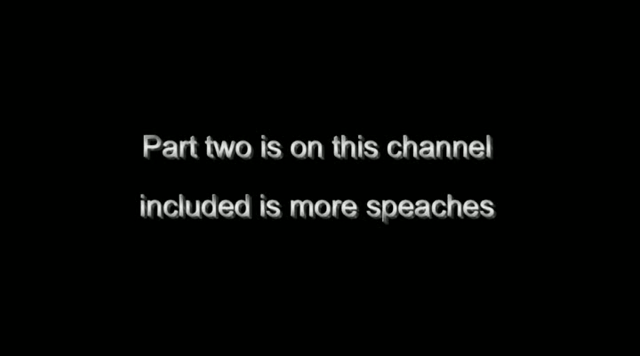 Part two is on this channel
included is more speaches